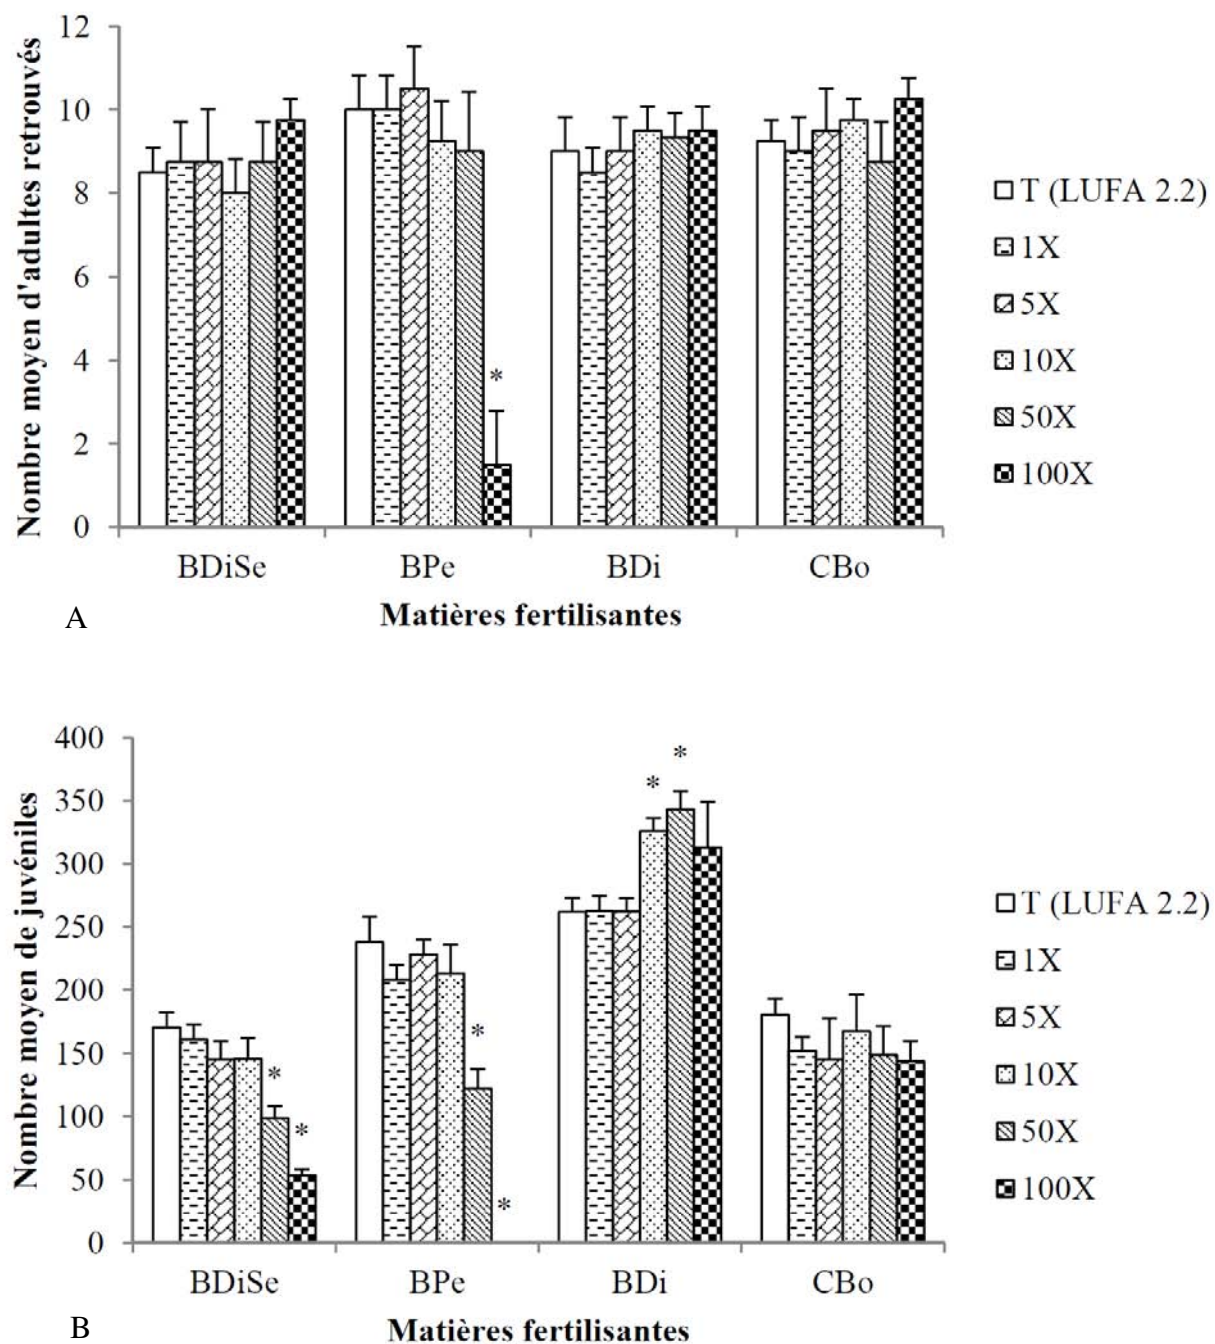 Nombre moyen d'adultes retrouvés
12
10
8
6
4
2
0
*
BDiSe BPe BDi CBo
Matières fertilisantes
A
T (LUFA 2.2)
1X
5X
10X
50X
100X
Nombre moyen de juvéniles
400
350
300
250
200
150
100
50
0
*
*
*
*
*
*
BDiSe BPe BDi CBo
Matières fertilisantes
B
T (LUFA 2.2)
1X
5X
10X
50X
100X